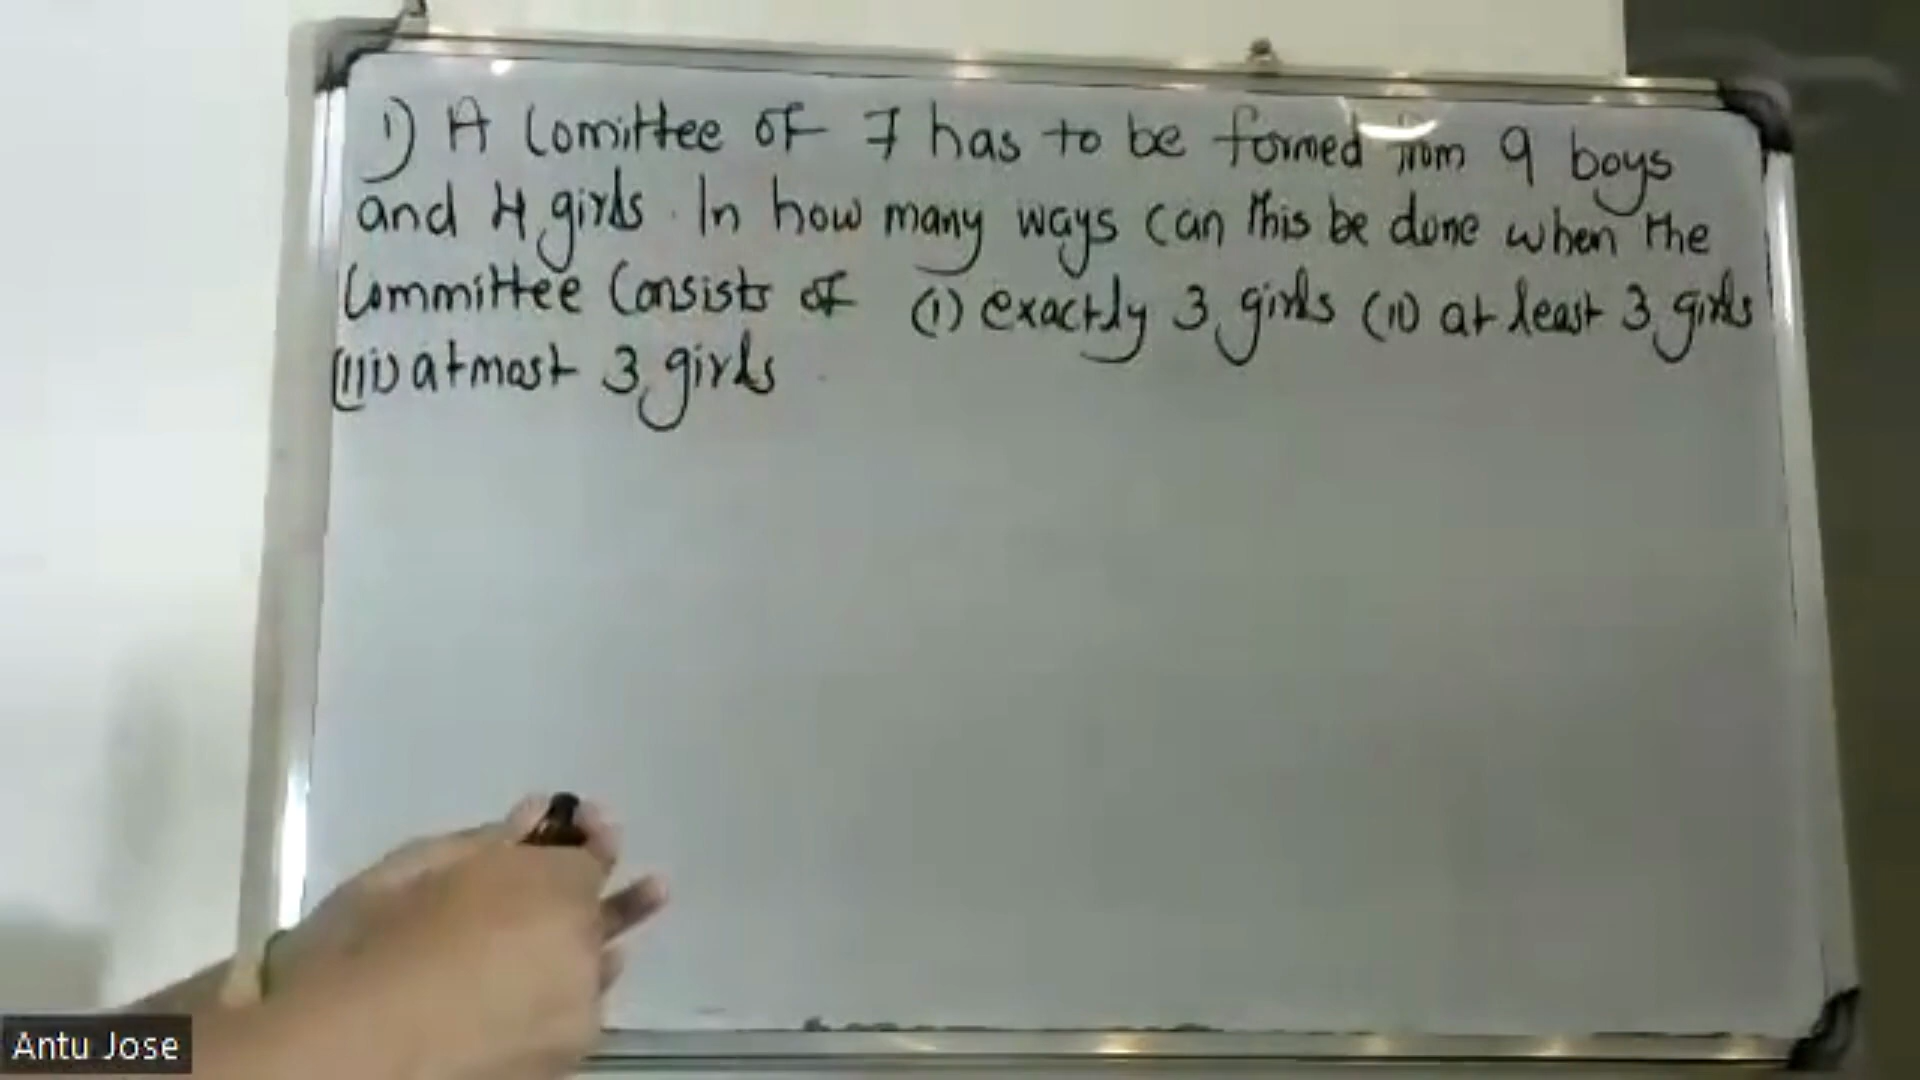 1) A Comittee of 7 has to be formed from 9 boys
and 4 girls. In how many ways can this be done when the
Committee Consists of (i) exactly 3 girls (ii) at least 3 girls
(iii) atmost 3 girls
Antu Jose